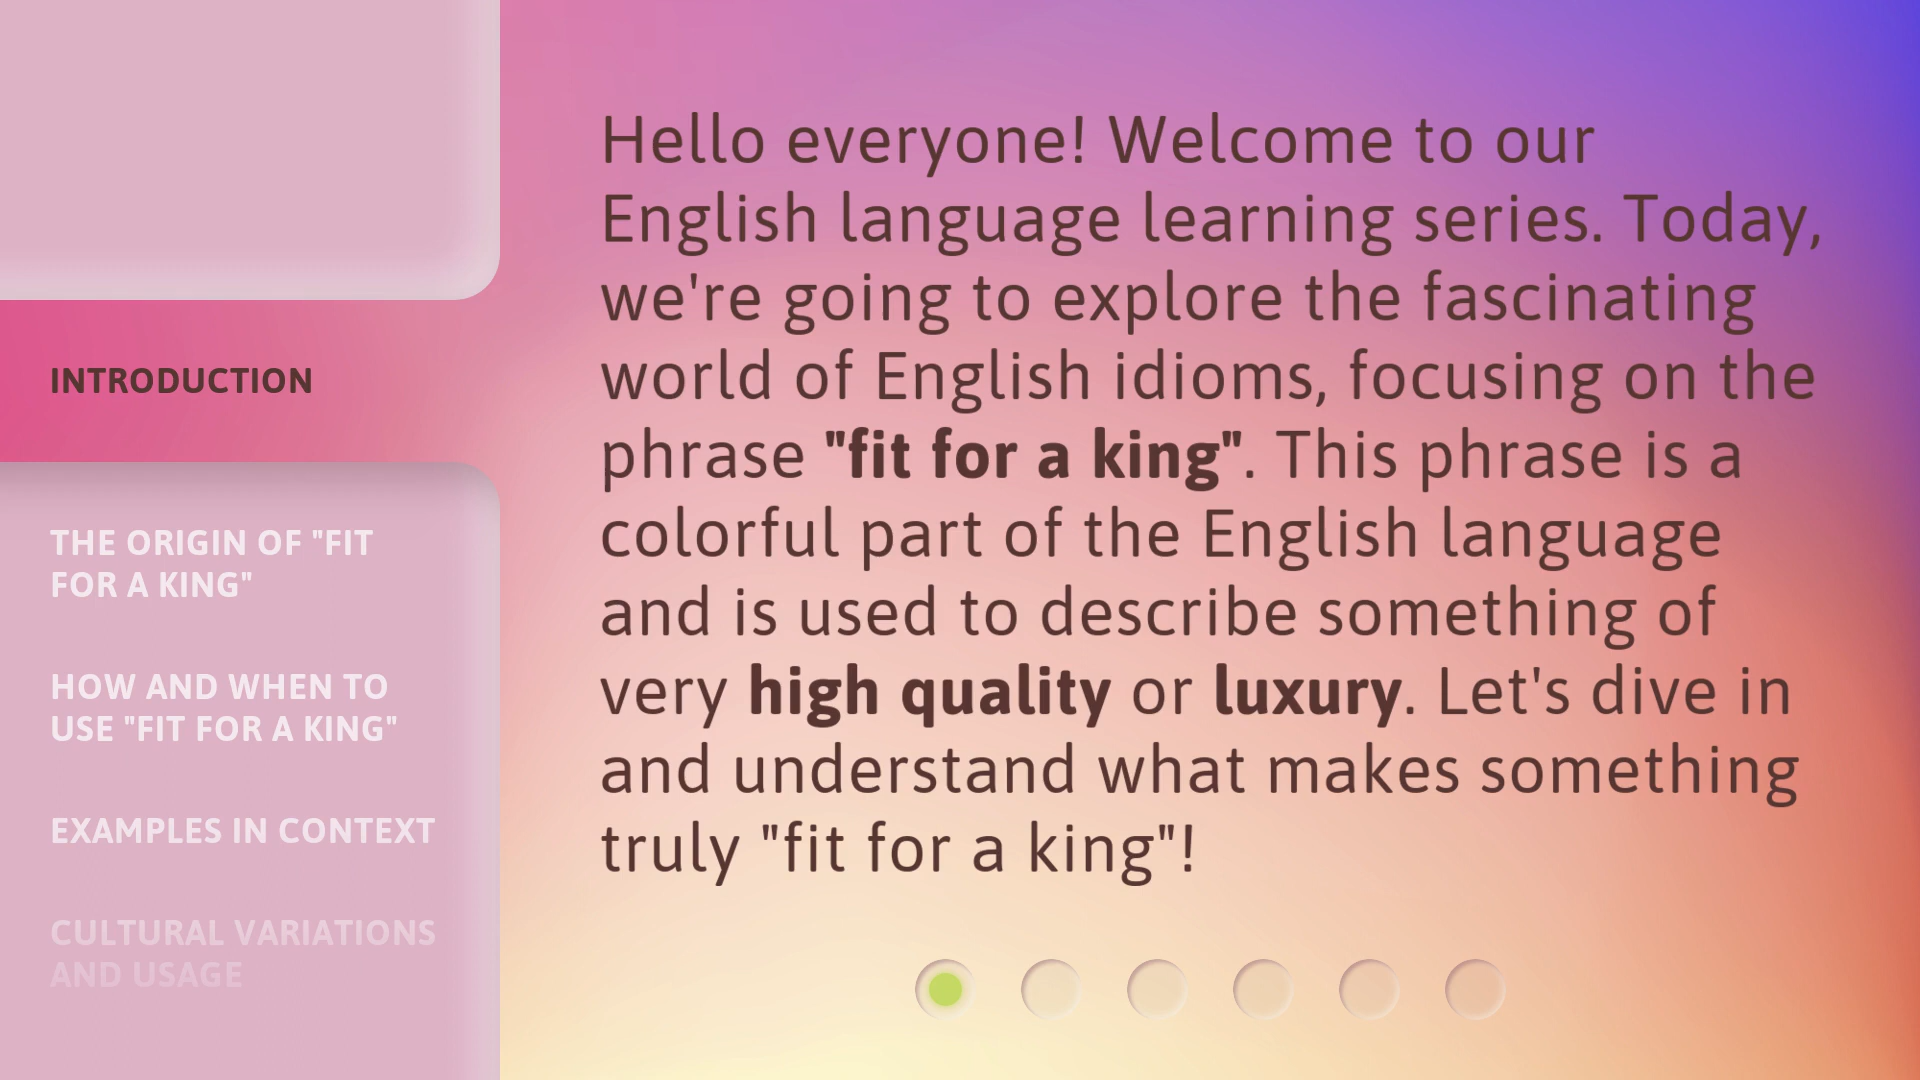 INTRODUCTION
THE ORIGIN OF "FIT
FOR A KING"
HOW AND WHEN TO
USE "FIT FOR A KING"
EXAMPLES IN CONTEXT
CULTURAL VARIATIONS
AND USAGE
Hello everyone! Welcome to our
English language learning series. Today,
we're going to explore the fascinating
world of English idioms, focusing on the
phrase "fit for a king". This phrase is a
colorful part of the English language
and is used to describe something of
very high quality or luxury. Let's dive in
and understand what makes something
truly "fit for a king"!